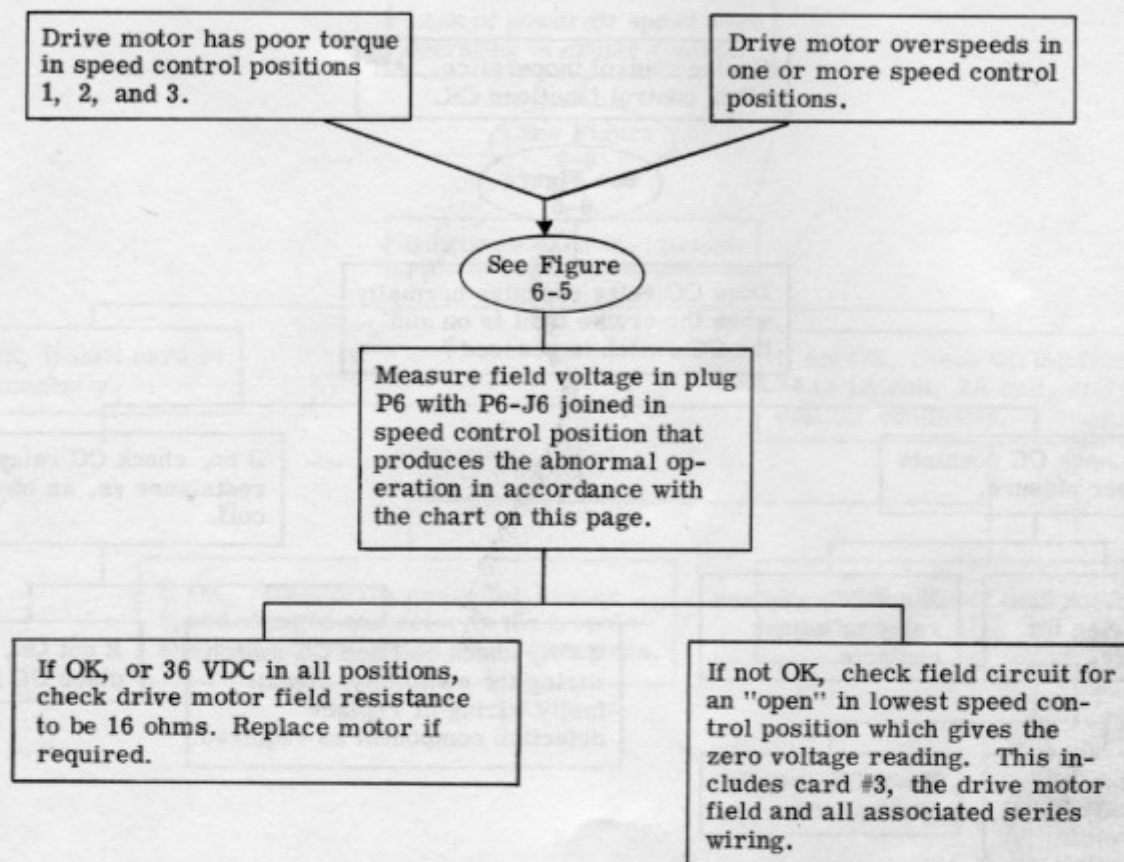 Drive motor has poor torque
in speed control positions
1, 2, and 3.
Drive motor overspeeds in
one or more speed control
positions.
See Figure
6-5
Measure field voltage in plug
P6 with P6-J6 joined in
speed control position that
produces the abnormal op-
eration in accordance with
the chart on this page.
If OK, or 36 VDC in all positions,
check drive motor field resistance
to be 16 ohms. Replace motor if
required.
If not OK, check field circuit for
an "open" in lowest speed con-
trol position which gives the
zero voltage reading. This in-
cludes card #3, the drive motor
field and all associated series
wiring.